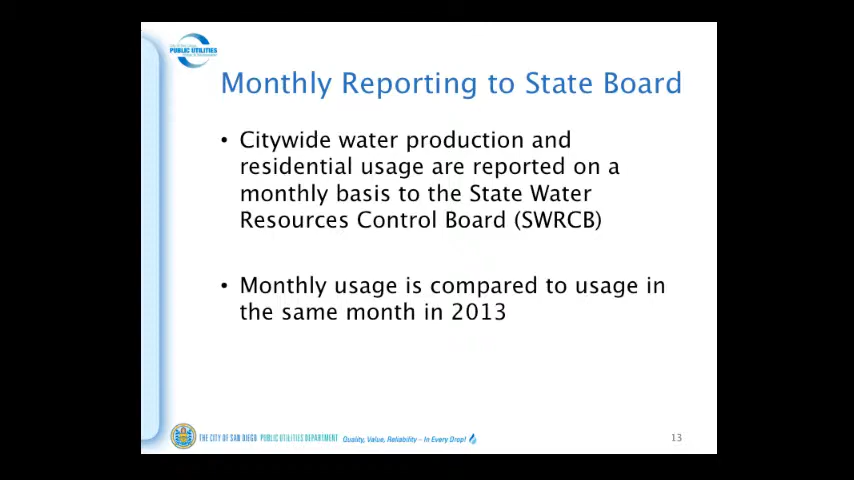 PUBLIC UTILITIES
Monthly Reporting to State Board
• Citywide water production and
residential usage are reported on a
monthly basis to the State Water
Resources Control Board (SWRCB)
• Monthly usage is compared to usage in
the same month in 2013
THE CITY OF SAN DIEGO PUBLIC UTILITIES DEPARTMENT Quality, Value, Reliability – In Every Drop!
13